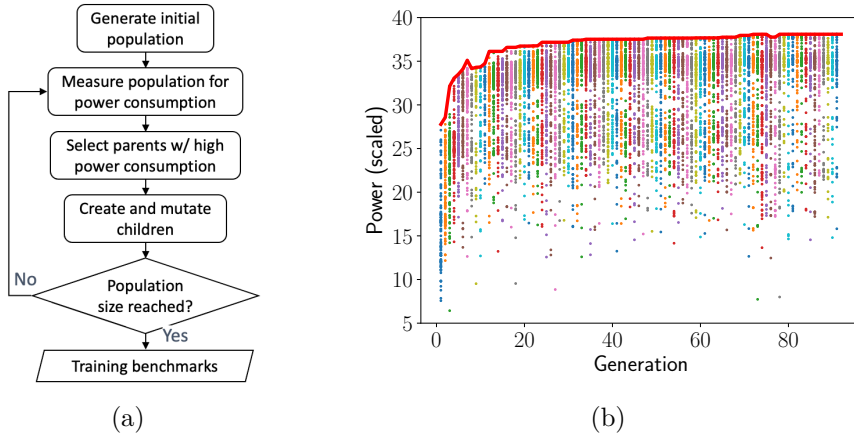 Generate initial
population
Measure population for
power consumption
Select parents w/ high
power consumption
Create and mutate
children
No
Population
size reached?
Yes
Training benchmarks
(a)
40
35
30
25
20
15
10
5
Power (scaled)
0
20
40
60
80
Generation
(b)